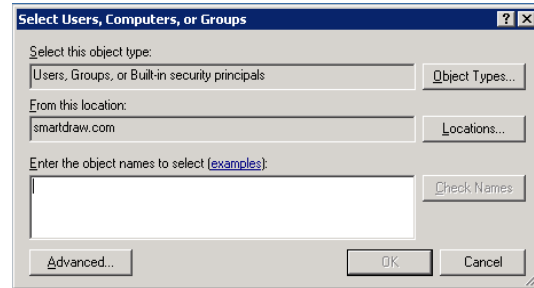 Select Users, Computers, or Groups
Select this object type:
Users, Groups, or Built-in security principals
Object Types...
From this location:
smartdraw.com
Locations...
Enter the object names to select (examples):
Check Names
Advanced...
OK
Cancel